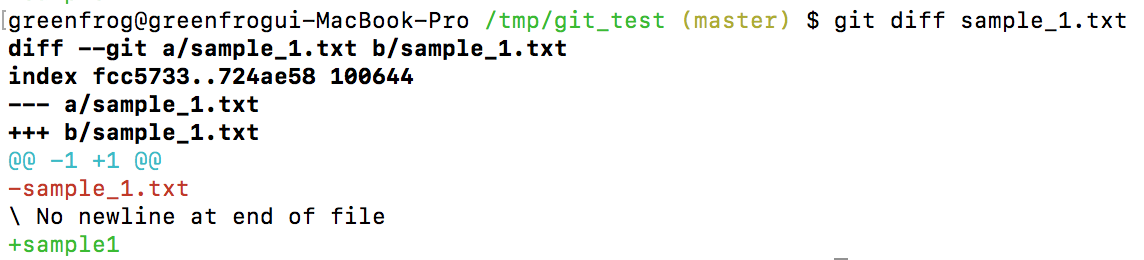 [greenfrog@greenfrogui-MacBook-Pro /tmp/git_test (master) $ git diff sample_1.txt
diff --git a/sample_1.txt b/sample_1.txt
index fcc5733..724ae58 100644
--- a/sample_1.txt
+++ b/sample_1.txt
@@ -1 +1 @@
-sample_1.txt
\ No newline at end of file
+sample1